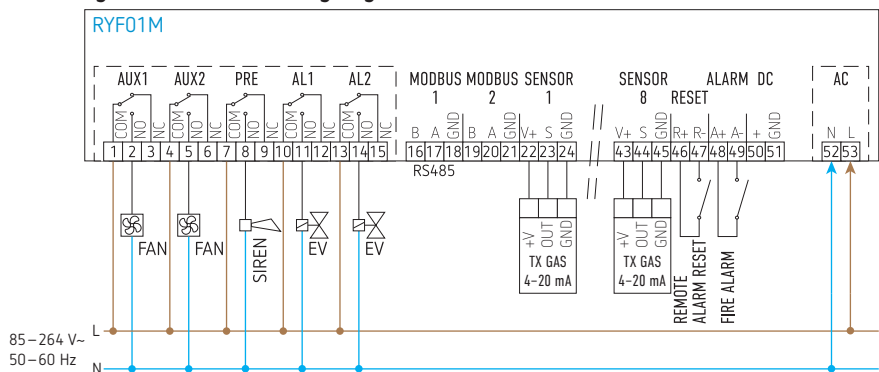 RYF01M
AUX1 AUX2 PRE AL1 AL2 MODBUS MODBUS SENSOR SENSOR ALARM DC AC
1 2 1 8 RESET
COM NO NC COM NO NC COM NO NC COM NO NC COM NO NC B A GND B A GND V+ S GND V+ S GND R+ R- A+ A- + GND N L
1 2 3 4 5 6 7 8 9 10 11 12 13 14 15 16 17 18 19 20 21 22 23 24 43 44 45 46 47 48 49 50 51 52 53
RS485
+V OUT GND +V OUT GND
FAN FAN SIREN EV EV
TX GAS TX GAS
4–20 mA 4–20 mA
REMOTE
ALARM RESET
FIRE ALARM
L
85–264 V~
50–60 Hz
N